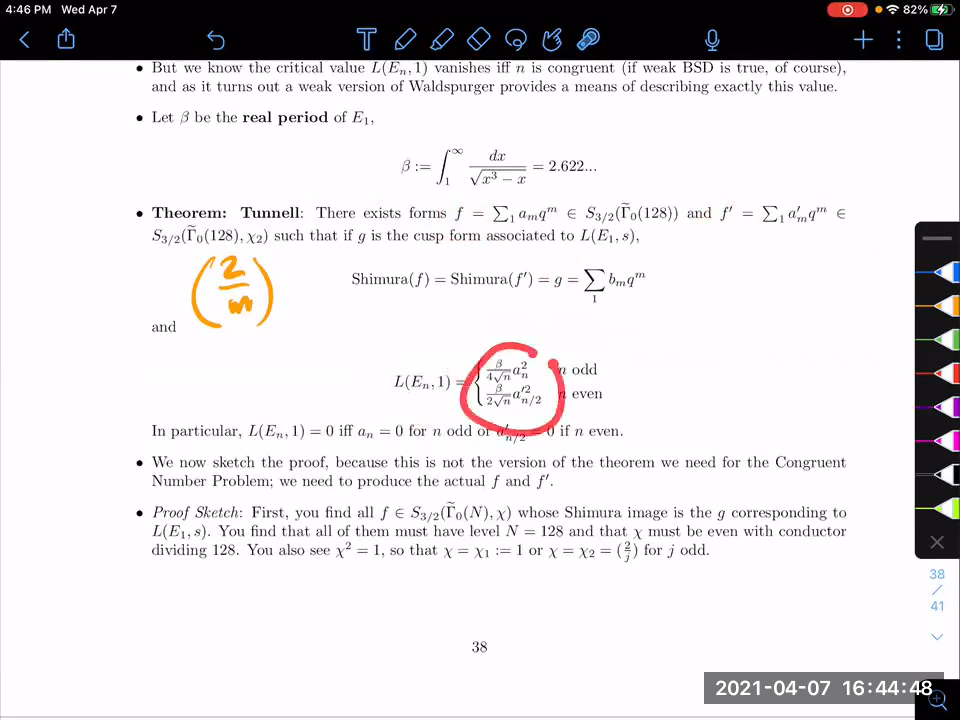 4:46 PM Wed Apr 7
82%
T
• But we know the critical value L(E_n, 1) vanishes iff n is congruent (if weak BSD is true, of course),
and as it turns out a weak version of Waldspurger provides a means of describing exactly this value.
• Let β be the real period of E_1,
β := ∫_1^∞ dx/√(x³ − x) = 2.622...
• Theorem: Tunnell: There exists forms f = ∑_1 a_m q^m ∈ S_{3/2}(Γ̃_0(128)) and f′ = ∑_1 a′_m q^m ∈
S_{3/2}(Γ̃_0(128), χ_2) such that if g is the cusp form associated to L(E_1, s),
(2/m)
Shimura(f) = Shimura(f′) = g = ∑_1 b_m q^m
and
L(E_n, 1) = { β/(4√n) a_n² n odd
β/(2√n) a′²_{n/2} n even
In particular, L(E_n, 1) = 0 iff a_n = 0 for n odd or a′_{n/2} = 0 if n even.
• We now sketch the proof, because this is not the version of the theorem we need for the Congruent
Number Problem; we need to produce the actual f and f′.
• Proof Sketch: First, you find all f ∈ S_{3/2}(Γ̃_0(N), χ) whose Shimura image is the g corresponding to
L(E_1, s). You find that all of them must have level N = 128 and that χ must be even with conductor
dividing 128. You also see χ² = 1, so that χ = χ_1 := 1 or χ = χ_2 = (2/j) for j odd.
38
/
41
38
2021-04-07 16:44:48